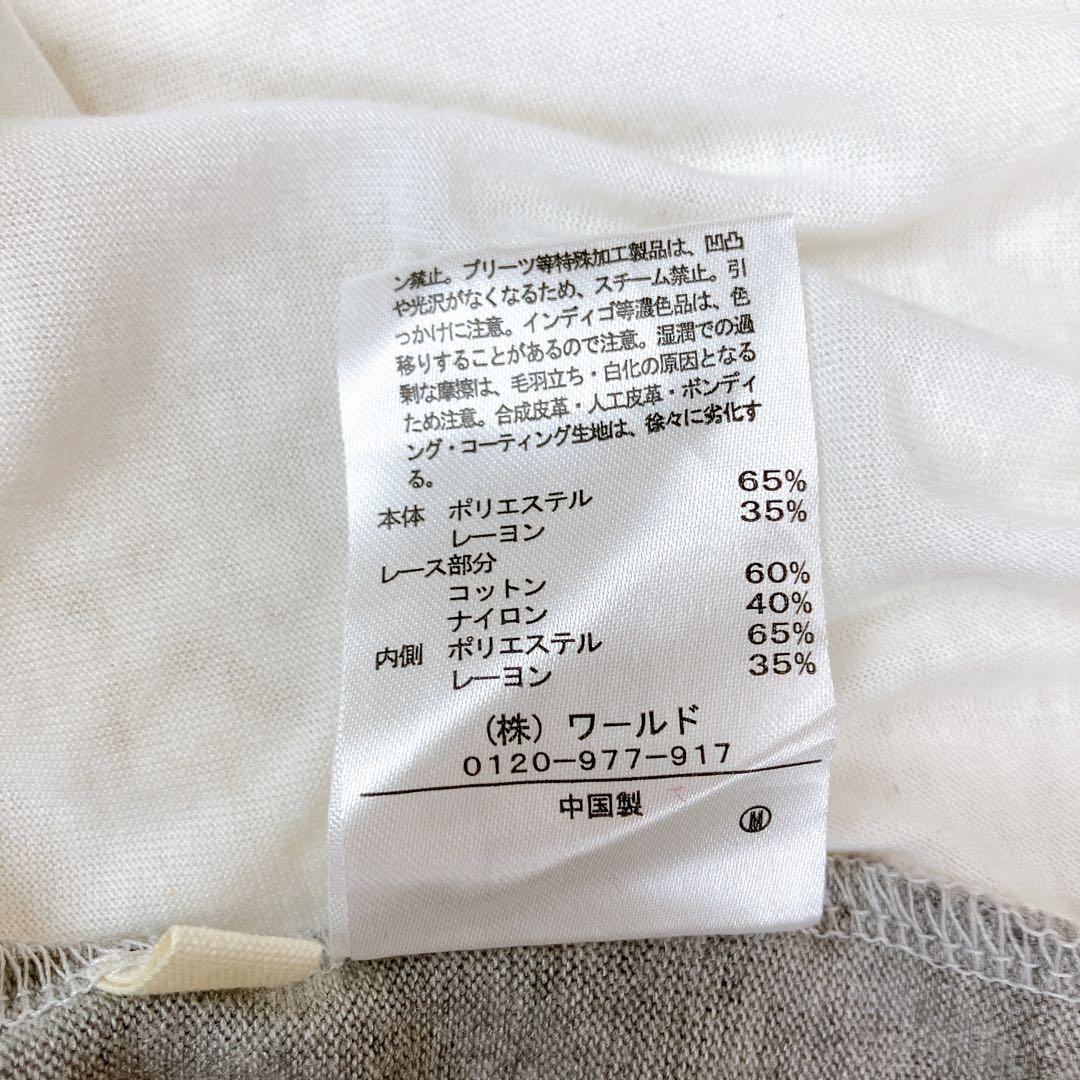 ン禁止。プリーツ等特殊加工製品は、凹凸
や光沢がなくなるため、スチーム禁止。引
っかけに注意。インディゴ等濃色品は、色
移りすることがあるので注意。湿潤での過
剰な摩擦は、毛羽立ち・白化の原因となる
ため注意。合成皮革・人工皮革・ボンディ
ング・コーティング生地は、徐々に劣化す
る。
本体 ポリエステル 65%
レーヨン 35%
レース部分
コットン 60%
ナイロン 40%
内側 ポリエステル 65%
レーヨン 35%
(株) ワールド
0120-977-917
中国製
M